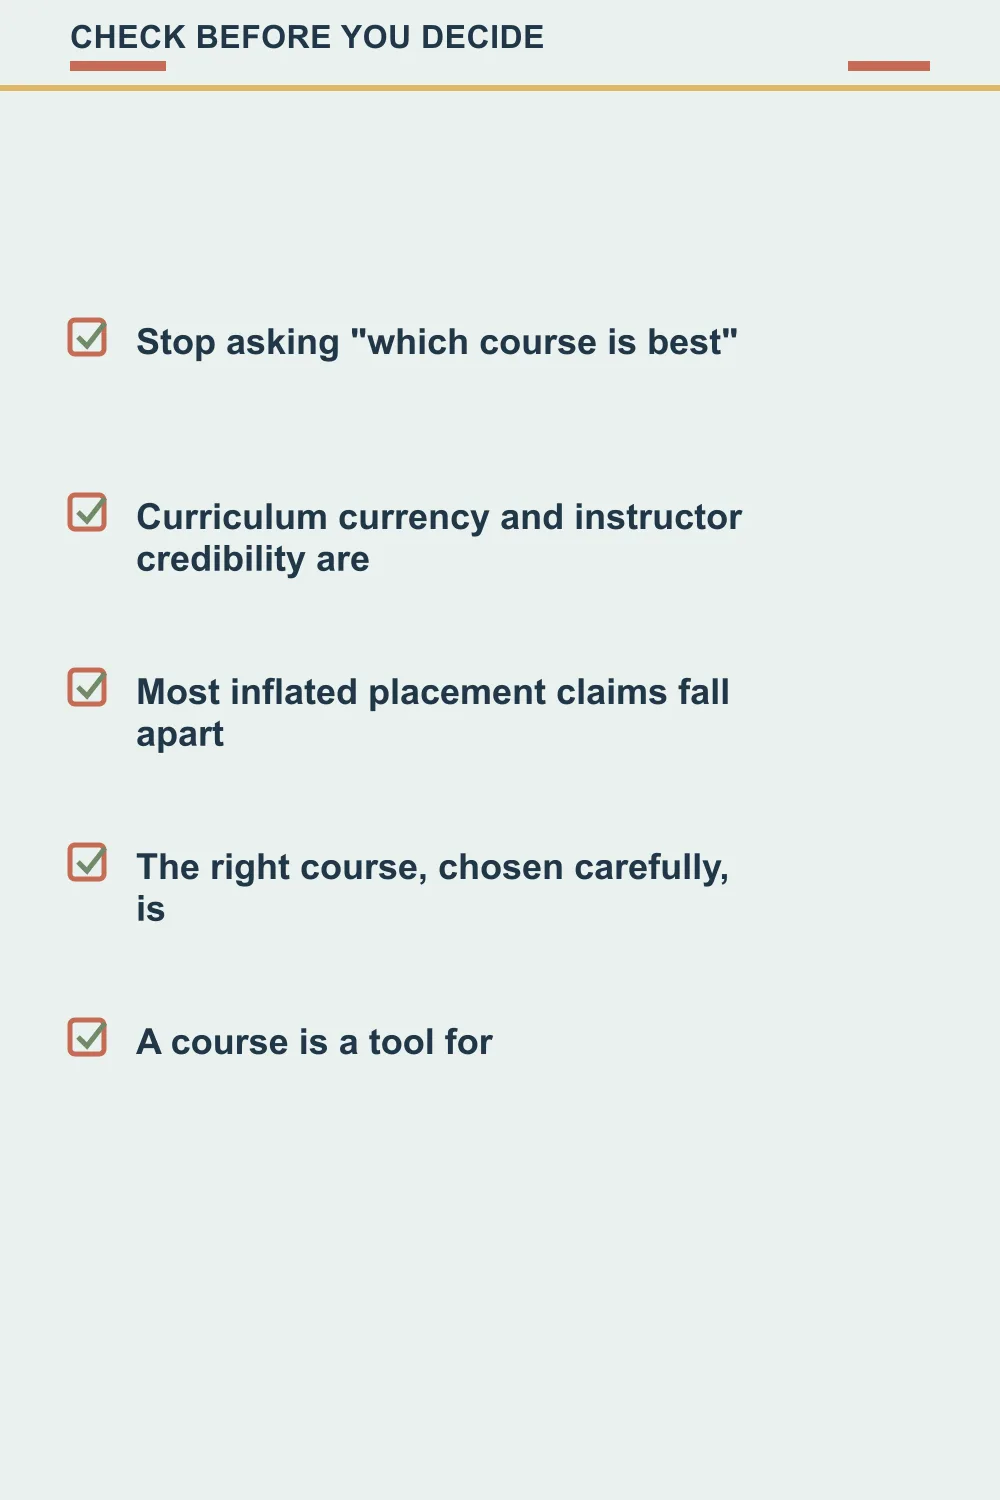 CHECK BEFORE YOU DECIDE
Stop asking "which course is best"
Curriculum currency and instructor
credibility are
Most inflated placement claims fall
apart
The right course, chosen carefully,
is
A course is a tool for